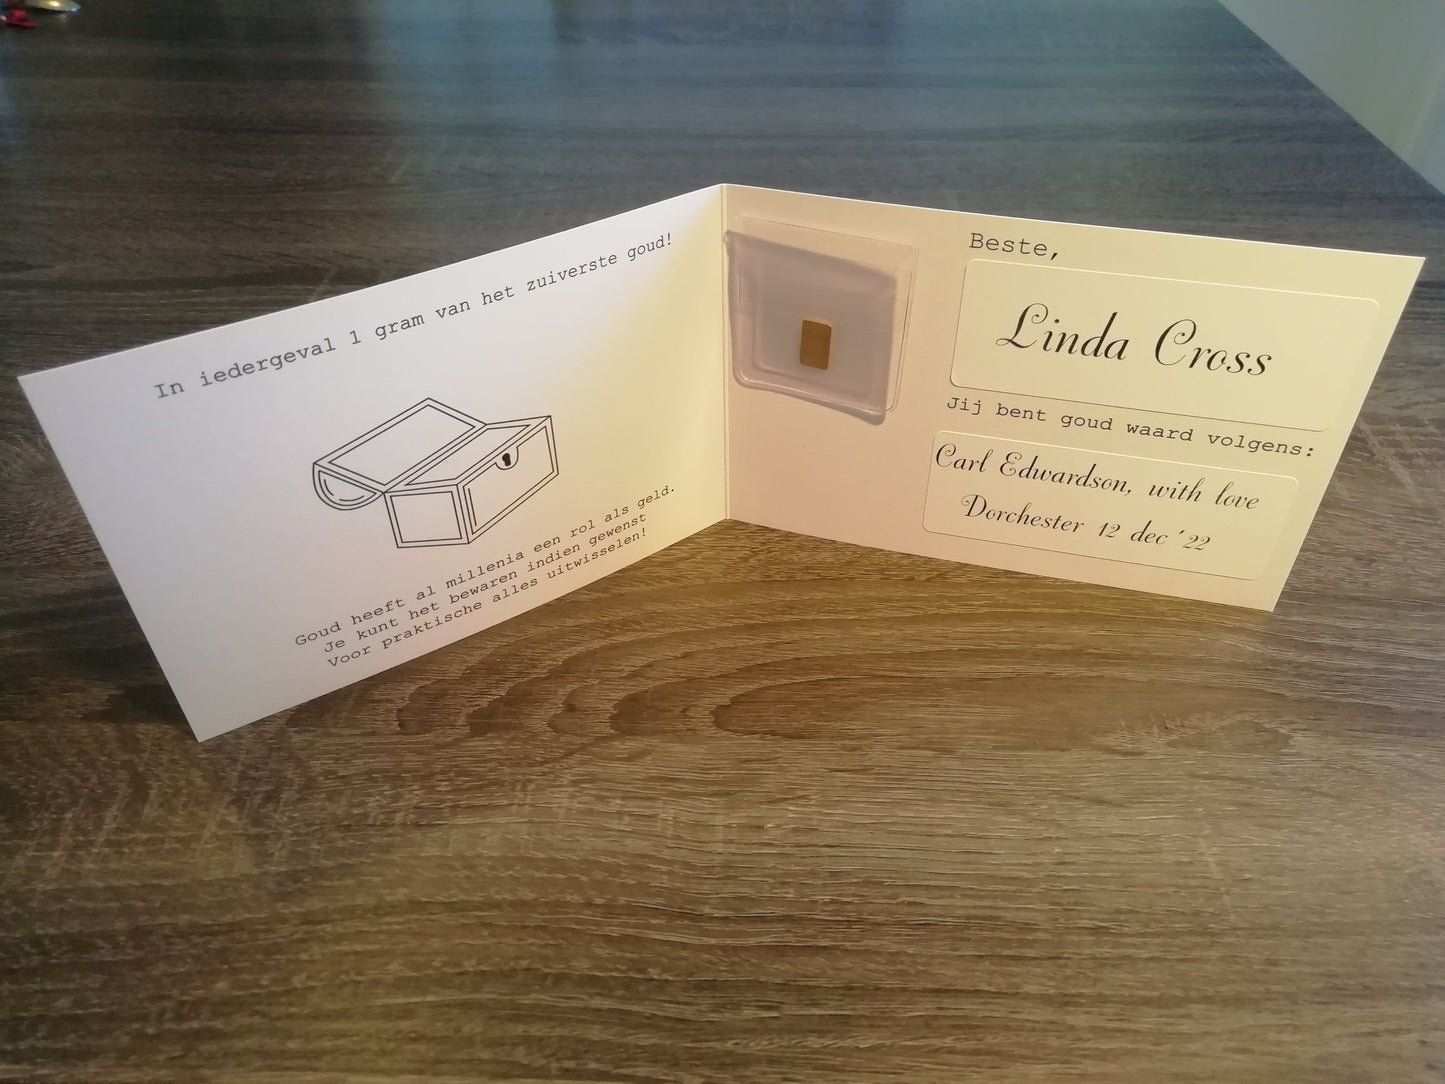 In iedergeval 1 gram van het zuiverste goud!
Goud heeft al millenia een rol als geld.
Je kunt het bewaren indien gewenst
Voor praktische alles uitwisselen!
Beste,
Linda Cross
Jij bent goud waard volgens:
Carl Edwardson, with love
Dorchester 12 dec '22